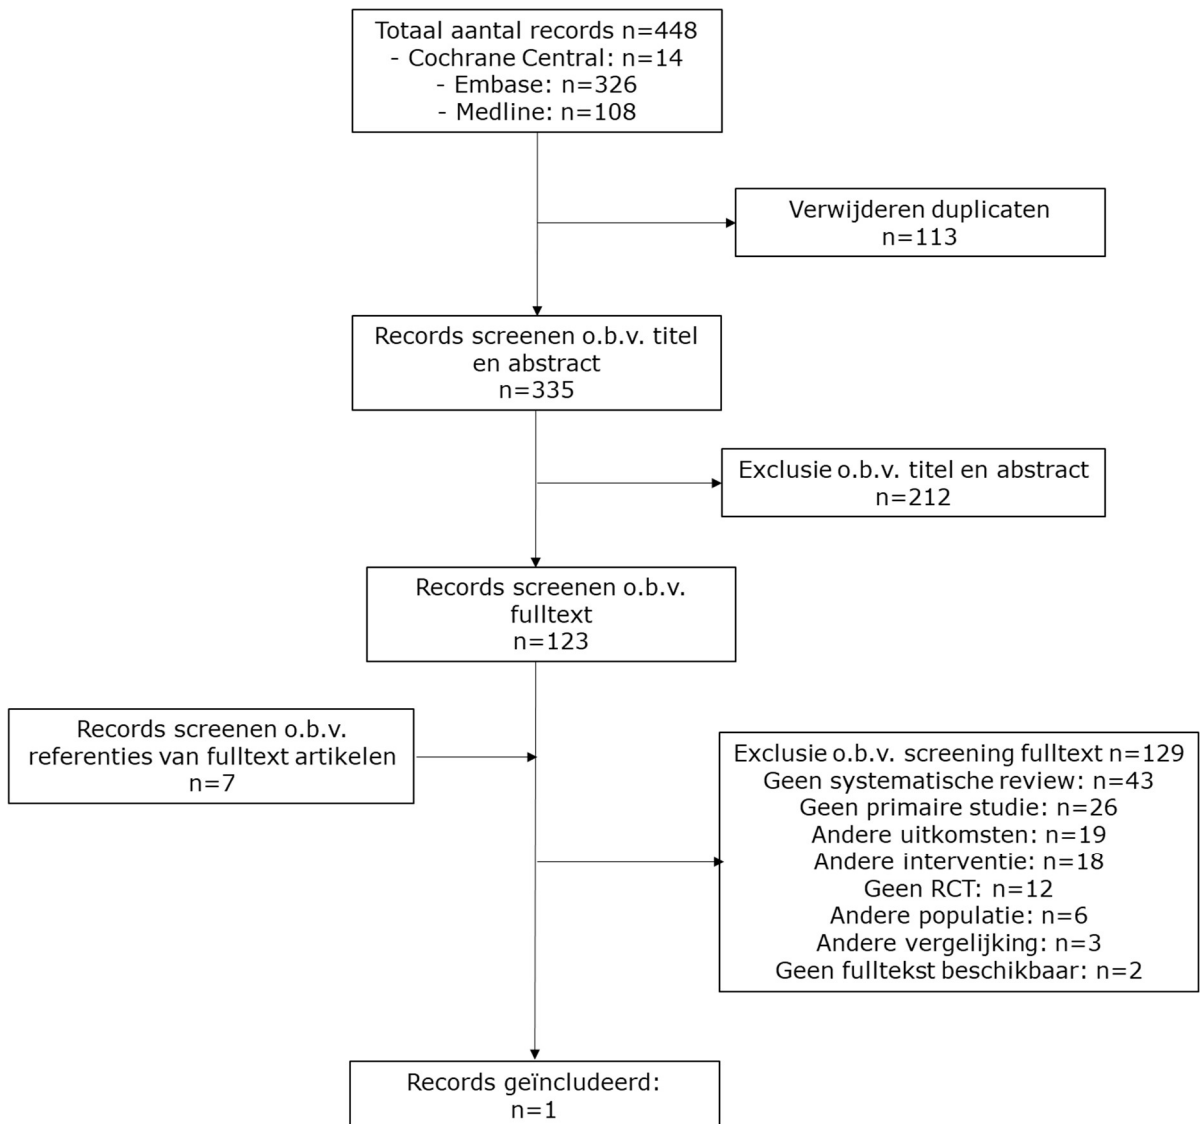 Totaal aantal records n=448
- Cochrane Central: n=14
- Embase: n=326
- Medline: n=108
Verwijderen duplicaten
n=113
Records screenen o.b.v. titel
en abstract
n=335
Exclusie o.b.v. titel en abstract
n=212
Records screenen o.b.v.
fulltext
n=123
Records screenen o.b.v.
referenties van fulltext artikelen
n=7
Exclusie o.b.v. screening fulltext n=129
Geen systematische review: n=43
Geen primaire studie: n=26
Andere uitkomsten: n=19
Andere interventie: n=18
Geen RCT: n=12
Andere populatie: n=6
Andere vergelijking: n=3
Geen fulltekst beschikbaar: n=2
Records geïncludeerd:
n=1